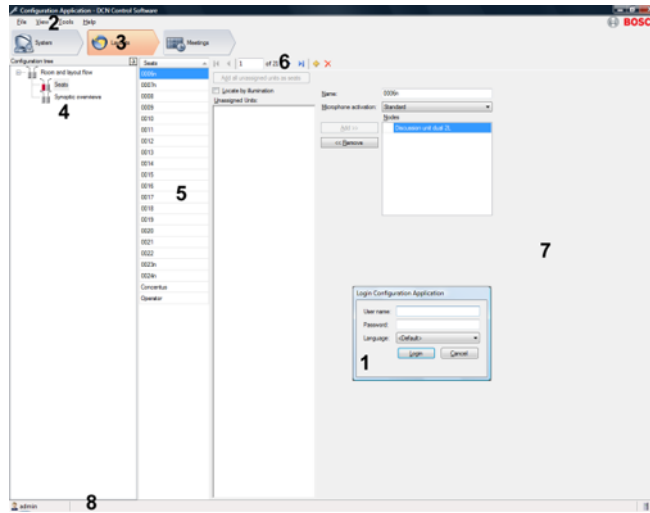 Configuration Application - DCN Control Software
File View 2 Tools Help
BOSCH
System 3 Meetings
Configuration tree
Room and layout flow
Seats
Synoptic overviews
4
Seats
0006n
0007n
0008
0009
0010
0011
0012
0013
0014
0015
0016
0017
0018
0019
0020
0021
0022
0023n
0024n
Concentus
Operator
5
1 of 21 6
Add all unassigned units as seats
Locate by illumination
Unassigned Units:
Name: 0006n
Microphone activation: Standard
Nodes
Add >>
Discussion unit dual ZL
<< Remove
7
Login Configuration Application
User name:
Password:
Language: <Default>
Login Cancel
1
admin 8